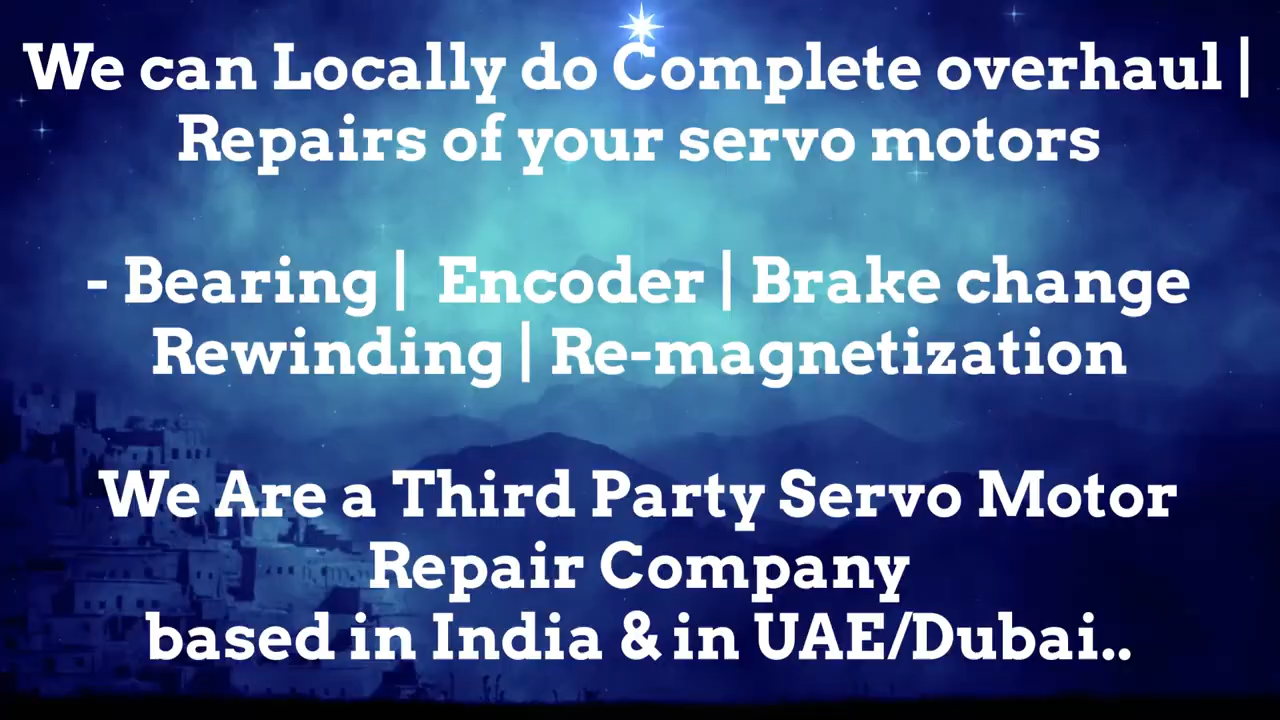 We can Locally do Complete overhaul |
Repairs of your servo motors
- Bearing | Encoder | Brake change
Rewinding | Re-magnetization
We Are a Third Party Servo Motor
Repair Company
based in India & in UAE/Dubai..